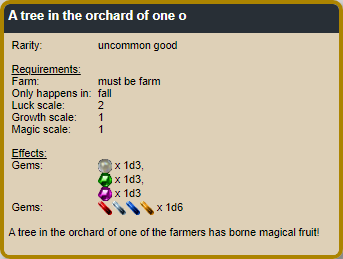 A tree in the orchard of one o
Rarity: uncommon good
Requirements:
Farm: must be farm
Only happens in: fall
Luck scale: 2
Growth scale: 1
Magic scale: 1
Effects:
Gems: x 1d3,
x 1d3,
x 1d3
Gems: x 1d6
A tree in the orchard of one of the farmers has borne magical fruit!